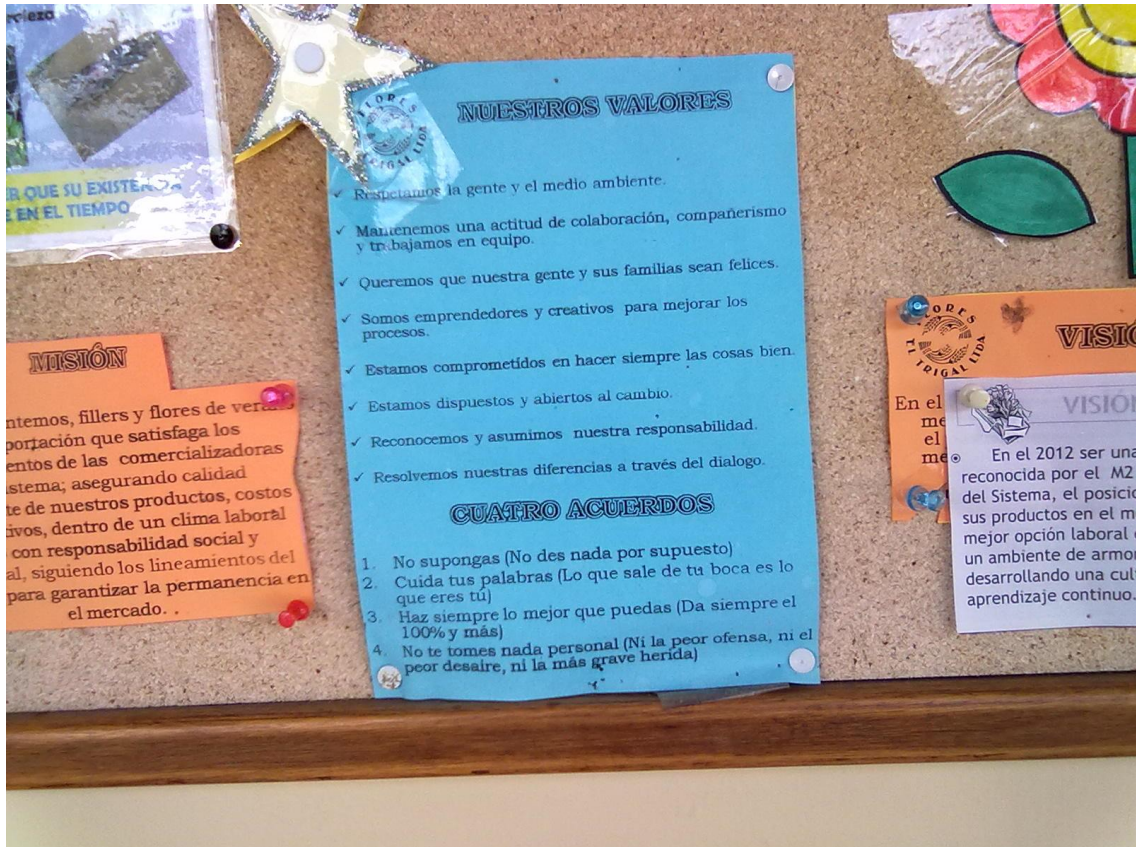 QUE SU EXISTENCIA
EN EL TIEMPO
MISIÓN
fillers y flores de verano
que satisfaga los
de las comercializadoras
asegurando calidad
de nuestros productos, costos
dentro de un clima laboral
con responsabilidad social y
siguiendo los lineamientos del
para garantizar la permanencia en
el mercado. .
FLORES
TRIGAL LTDA
NUESTROS VALORES
✓ Respetamos la gente y el medio ambiente.
✓ Mantenemos una actitud de colaboración, compañerismo
y trabajamos en equipo.
✓ Queremos que nuestra gente y sus familias sean felices.
✓ Somos emprendedores y creativos para mejorar los
procesos.
✓ Estamos comprometidos en hacer siempre las cosas bien.
✓ Estamos dispuestos y abiertos al cambio.
✓ Reconocemos y asumimos nuestra responsabilidad.
✓ Resolvemos nuestras diferencias a través del dialogo.
CUATRO ACUERDOS
1. No supongas (No des nada por supuesto)
2. Cuida tus palabras (Lo que sale de tu boca es lo
que eres tú)
3. Haz siempre lo mejor que puedas (Da siempre el
100% y más)
4. No te tomes nada personal (Ni la peor ofensa, ni el
peor desaire, ni la más grave herida)
FLORES
EL TRIGAL LTDA
VISIÓ
En el
me
el
me
VISIÓN
En el 2012 ser una
reconocida por el M2
del Sistema, el posicio
sus productos en el m
mejor opción laboral
un ambiente de armo
desarrollando una cul
aprendizaje continuo.